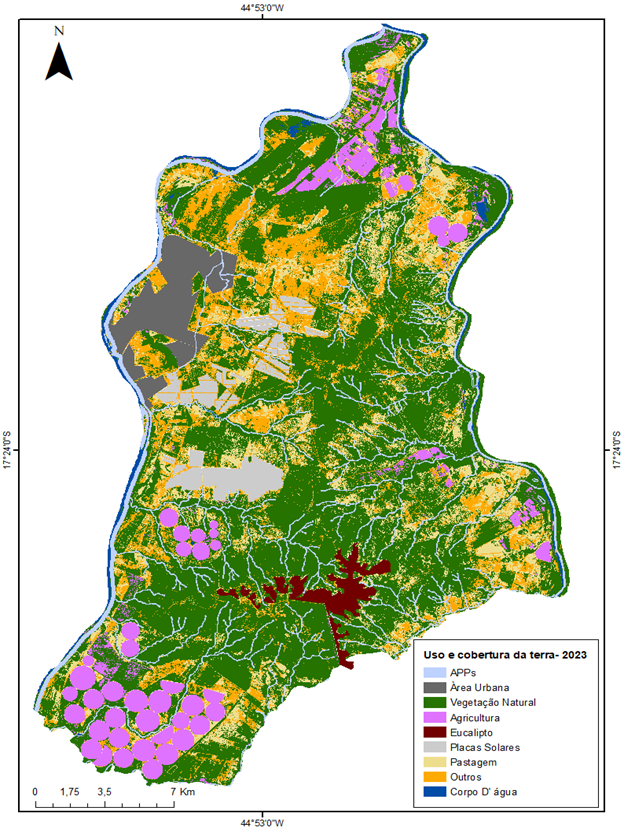 44°53'0"W
N
17°24'0"S
17°24'0"S
Uso e cobertura da terra- 2023
APPs
Àrea Urbana
Vegetação Natural
Agricultura
Eucalipto
Placas Solares
Pastagem
Outros
Corpo D' água
0 1,75 3,5 7 Km
44°53'0"W